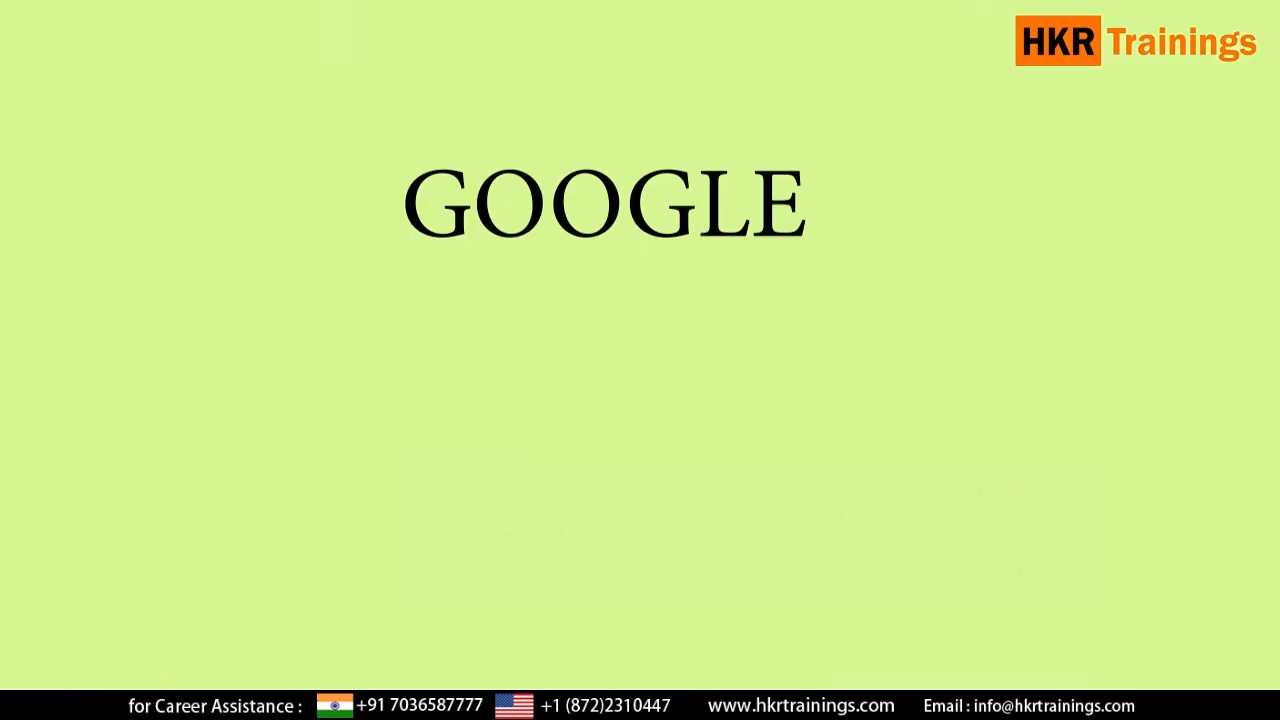 HKR Trainings
GOOGLE
for Career Assistance : +91 7036587777 +1 (872)2310447 www.hkrtrainings.com Email : info@hkrtrainings.com